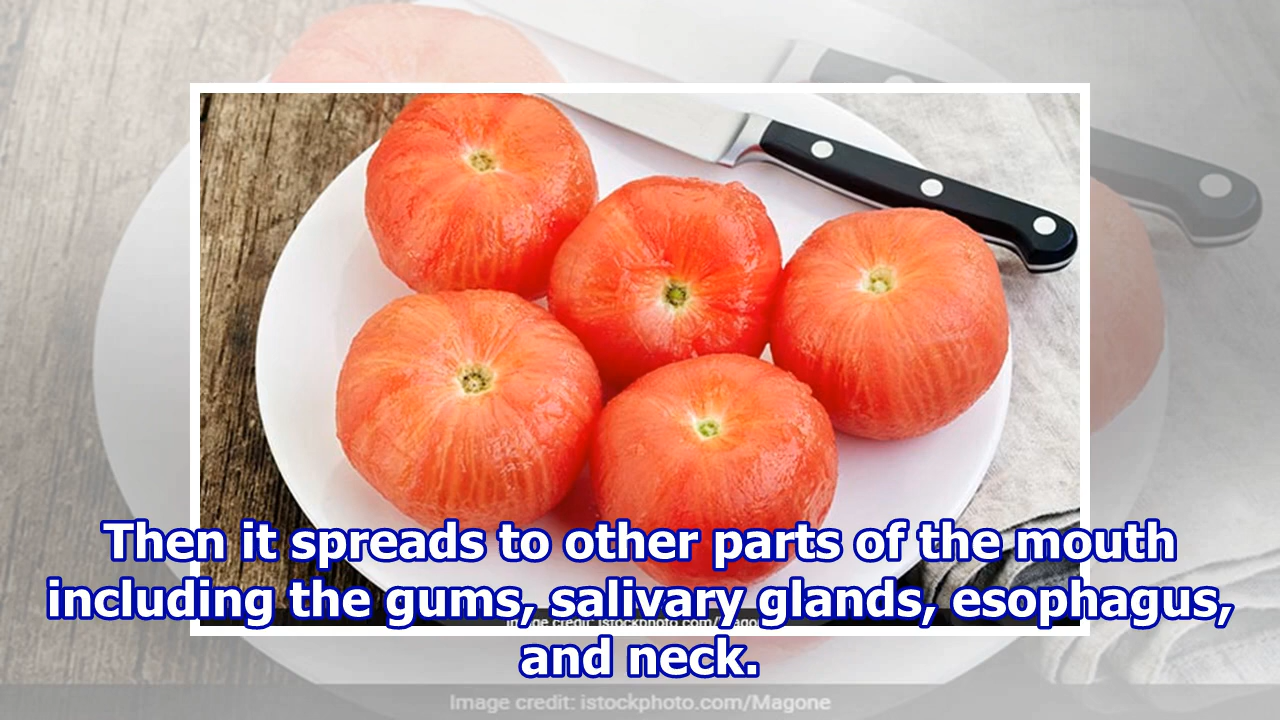 Then it spreads to other parts of the mouth
including the gums, salivary glands, esophagus,
and neck.
Image credit: istockphoto.com/Magone